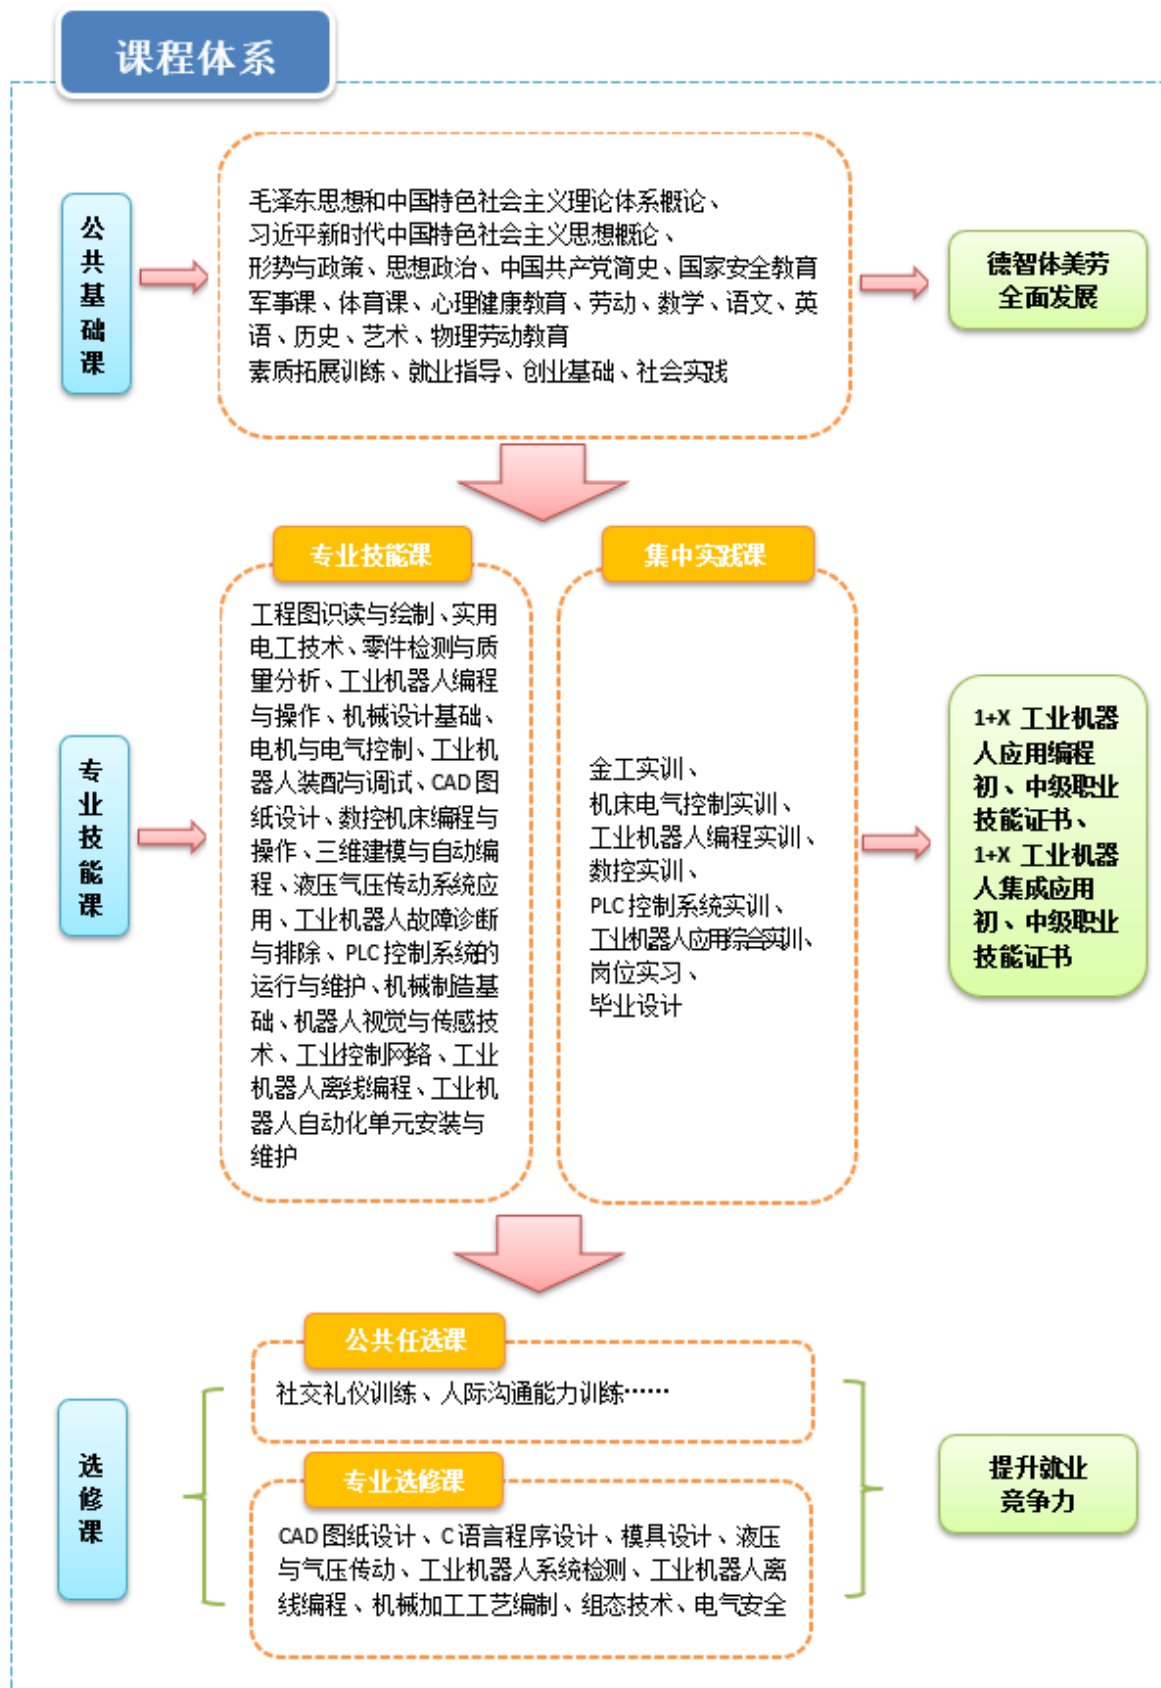 课程体系
公共基础课
毛泽东思想和中国特色社会主义理论体系概论、
习近平新时代中国特色社会主义思想概论、
形势与政策、思想政治、中国共产党简史、国家安全教育
军事课、体育课、心理健康教育、劳动、数学、语文、英
语、历史、艺术、物理劳动教育
素质拓展训练、就业指导、创业基础、社会实践
德智体美劳
全面发展
专业技能课
专业技能课
工程图识读与绘制、实用
电工技术、零件检测与质
量分析、工业机器人编程
与操作、机械设计基础、
电机与电气控制、工业机
器人装配与调试、CAD 图
纸设计、数控机床编程与
操作、三维建模与自动编
程、液压气压传动系统应
用、工业机器人故障诊断
与排除、PLC 控制系统的
运行与维护、机械制造基
础、机器人视觉与传感技
术、工业控制网络、工业
机器人离线编程、工业机
器人自动化单元安装与
维护
集中实践课
金工实训、
机床电气控制实训、
工业机器人编程实训、
数控实训、
PLC 控制系统实训、
工业机器人应用综合实训、
岗位实习、
毕业设计
1+X 工业机器
人应用编程
初、中级职业
技能证书、
1+X 工业机器
人集成应用
初、中级职业
技能证书
选修课
公共任选课
社交礼仪训练、人际沟通能力训练……
专业选修课
CAD 图纸设计、C 语言程序设计、模具设计、液压
与气压传动、工业机器人系统检测、工业机器人离
线编程、机械加工工艺编制、组态技术、电气安全
提升就业
竞争力